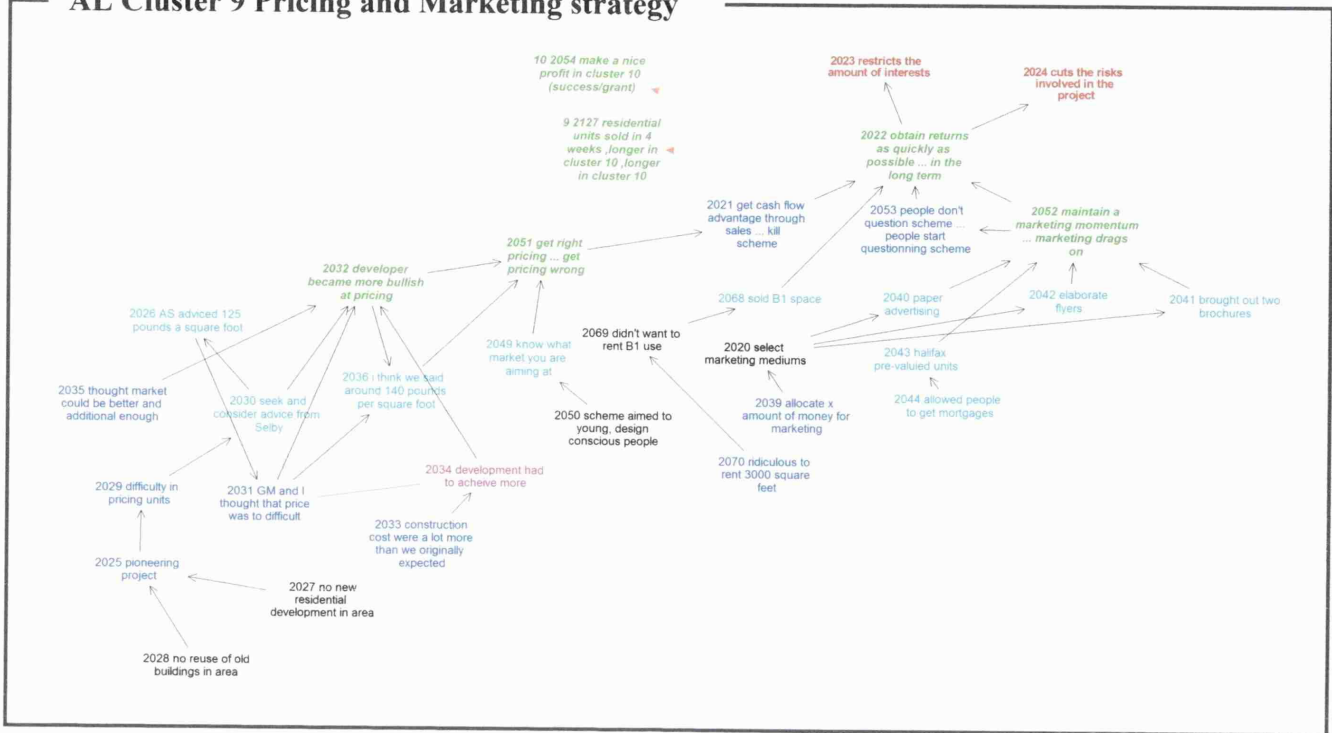 AL Cluster 9 Pricing and Marketing strategy
10 2054 make a nice
profit in cluster 10
(success/grant)
2023 restricts the
amount of interests
2024 cuts the risks
involved in the
project
9 2127 residential
units sold in 4
weeks ,longer in
cluster 10 ,longer
in cluster 10
2022 obtain returns
as quickly as
possible ... in the
long term
2021 get cash flow
advantage through
sales ... kill
scheme
2053 people don't
question scheme ...
people start
questionning scheme
2052 maintain a
marketing momentum
... marketing drags
on
2051 get right
pricing ... get
pricing wrong
2032 developer
became more bullish
at pricing
2026 AS adviced 125
pounds a square foot
2068 sold B1 space
2040 paper
advertising
2042 elaborate
flyers
2041 brought out two
brochures
2069 didn't want to
rent B1 use
2020 select
marketing mediums
2049 know what
market you are
aiming at
2043 halifax
pre-valuied units
2035 thought market
could be better and
additional enough
2030 seek and
consider advice from
Selby
2036 i think we said
around 140 pounds
per square foot
2044 allowed people
to get mortgages
2039 allocate x
amount of money for
marketing
2050 scheme aimed to
young, design
conscious people
2034 development had
to acheive more
2070 ridiculous to
rent 3000 square
feet
2029 difficulty in
pricing units
2031 GM and I
thought that price
was to difficult
2033 construction
cost were a lot more
than we originally
expected
2025 pioneering
project
2027 no new
residential
development in area
2028 no reuse of old
buildings in area